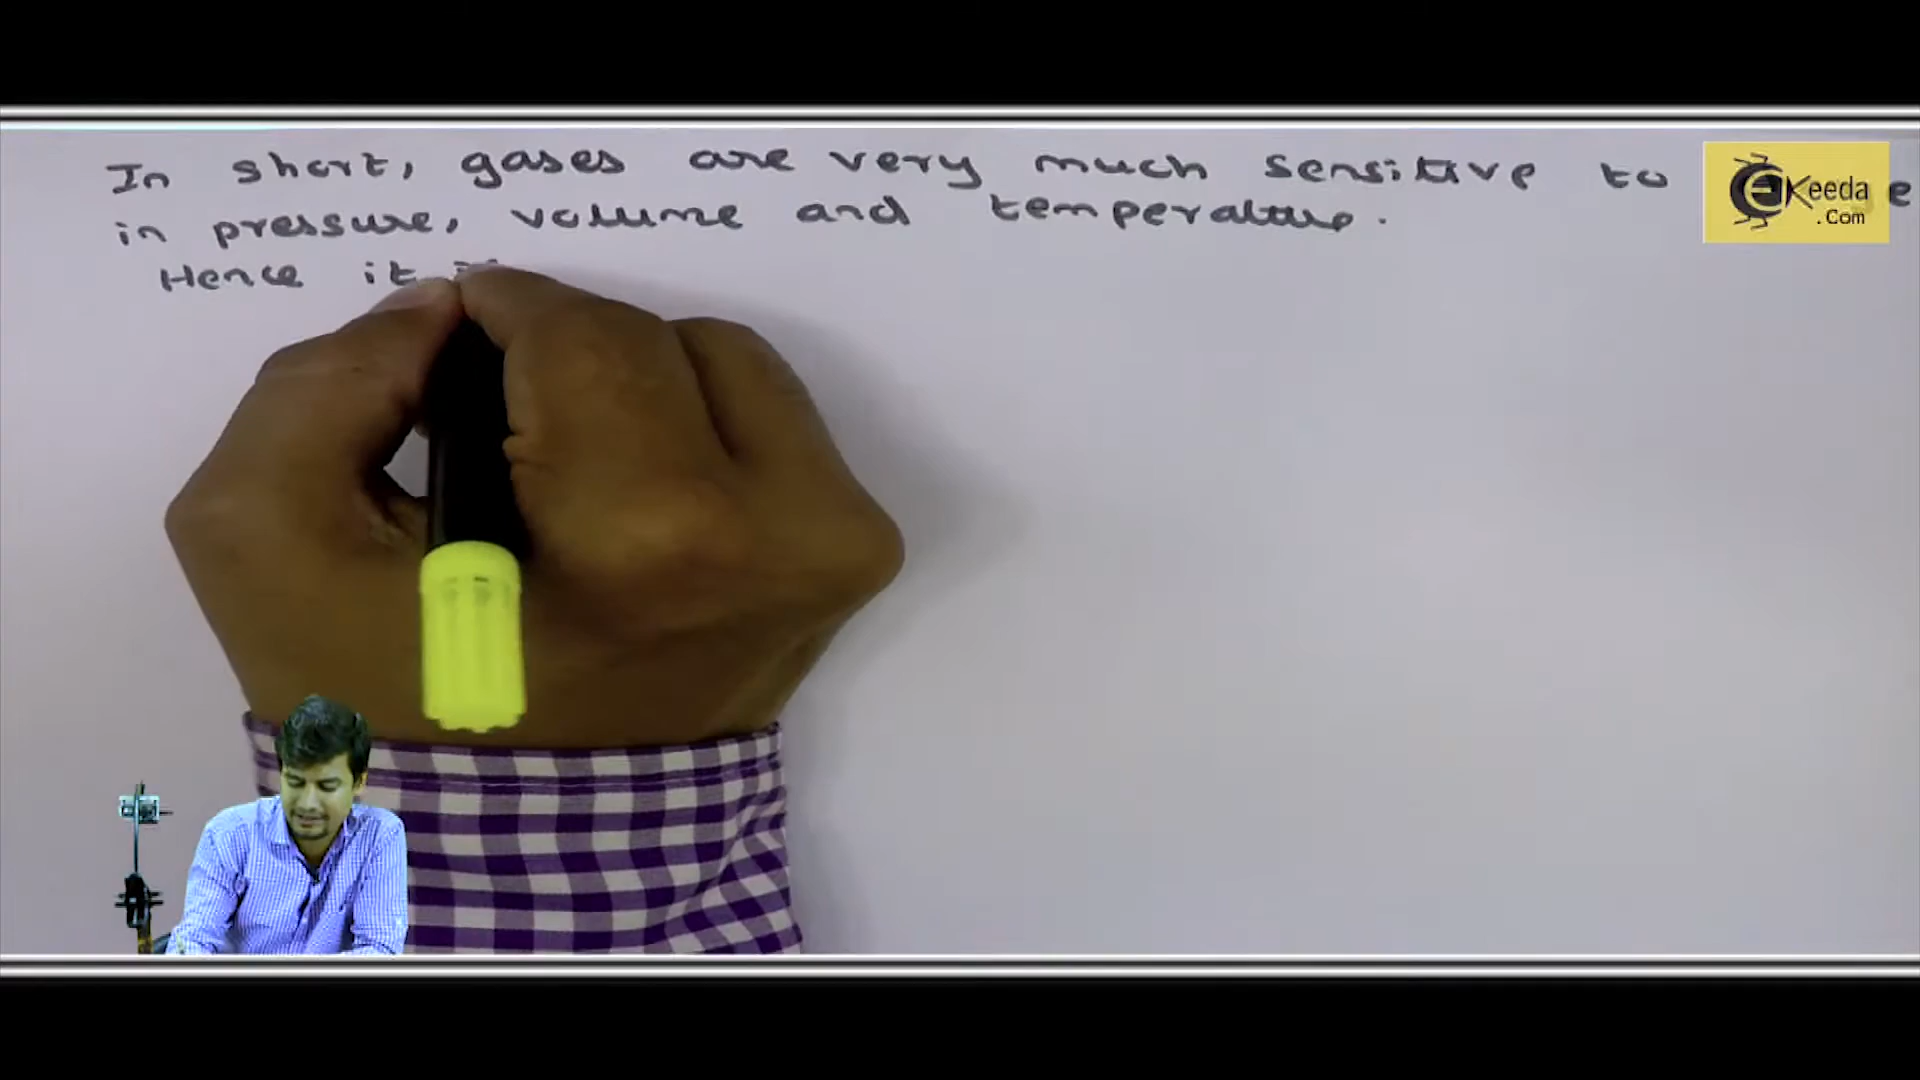 In short, gases are very much sensitive to
in pressure, volume and temperature.
Hence it
eKeeda
.Com